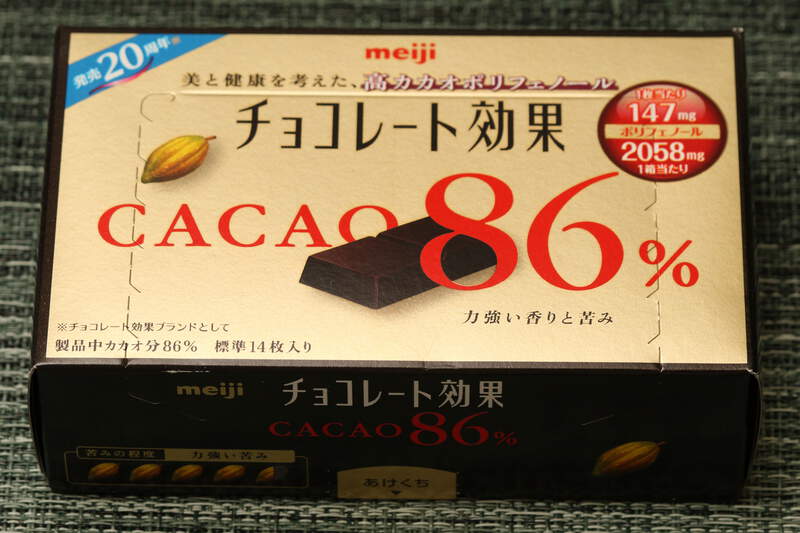 発売20周年※
meiji
美と健康を考えた、高カカオポリフェノール
チョコレート効果
1枚当たり
147mg
ポリフェノール
2058mg
1箱当たり
CACAO 86%
力強い香りと苦み
※チョコレート効果ブランドとして
製品中カカオ分86% 標準14枚入り
meiji チョコレート効果
CACAO 86%
苦みの程度 力強い苦み
あけくち